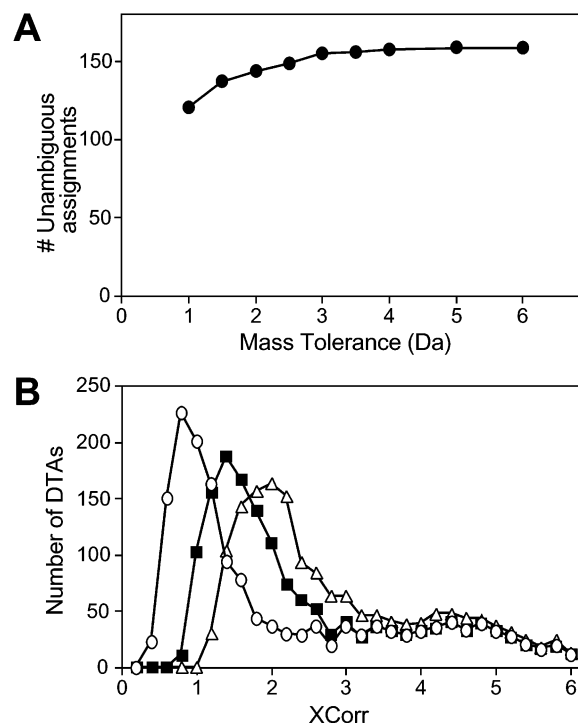 A
150
100
50
0
# Unambiguous
assignments
0 1 2 3 4 5 6
Mass Tolerance (Da)
B
250
200
150
100
50
0
Number of DTAs
0 1 2 3 4 5 6
XCorr